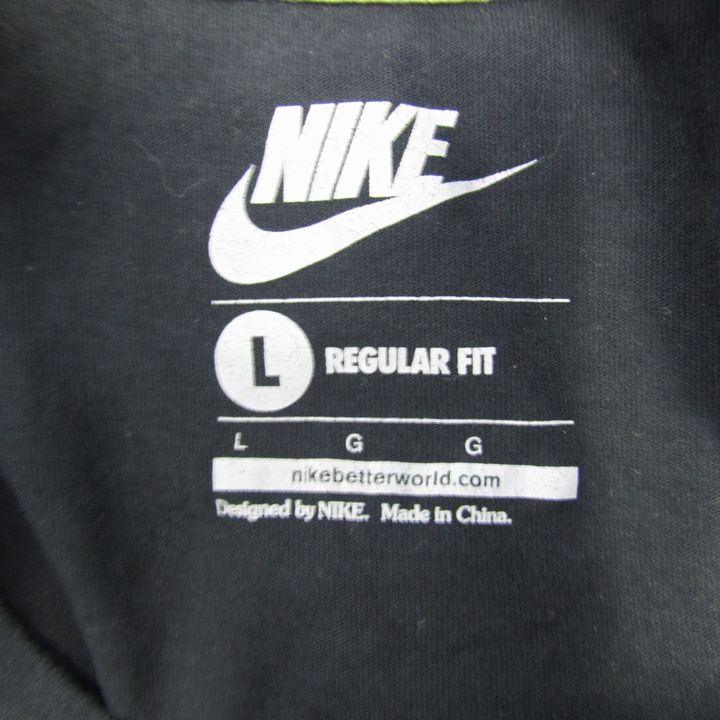 NIKE
L REGULAR FIT
L G G
nikebetterworld.com
Designed by NIKE. Made in China.